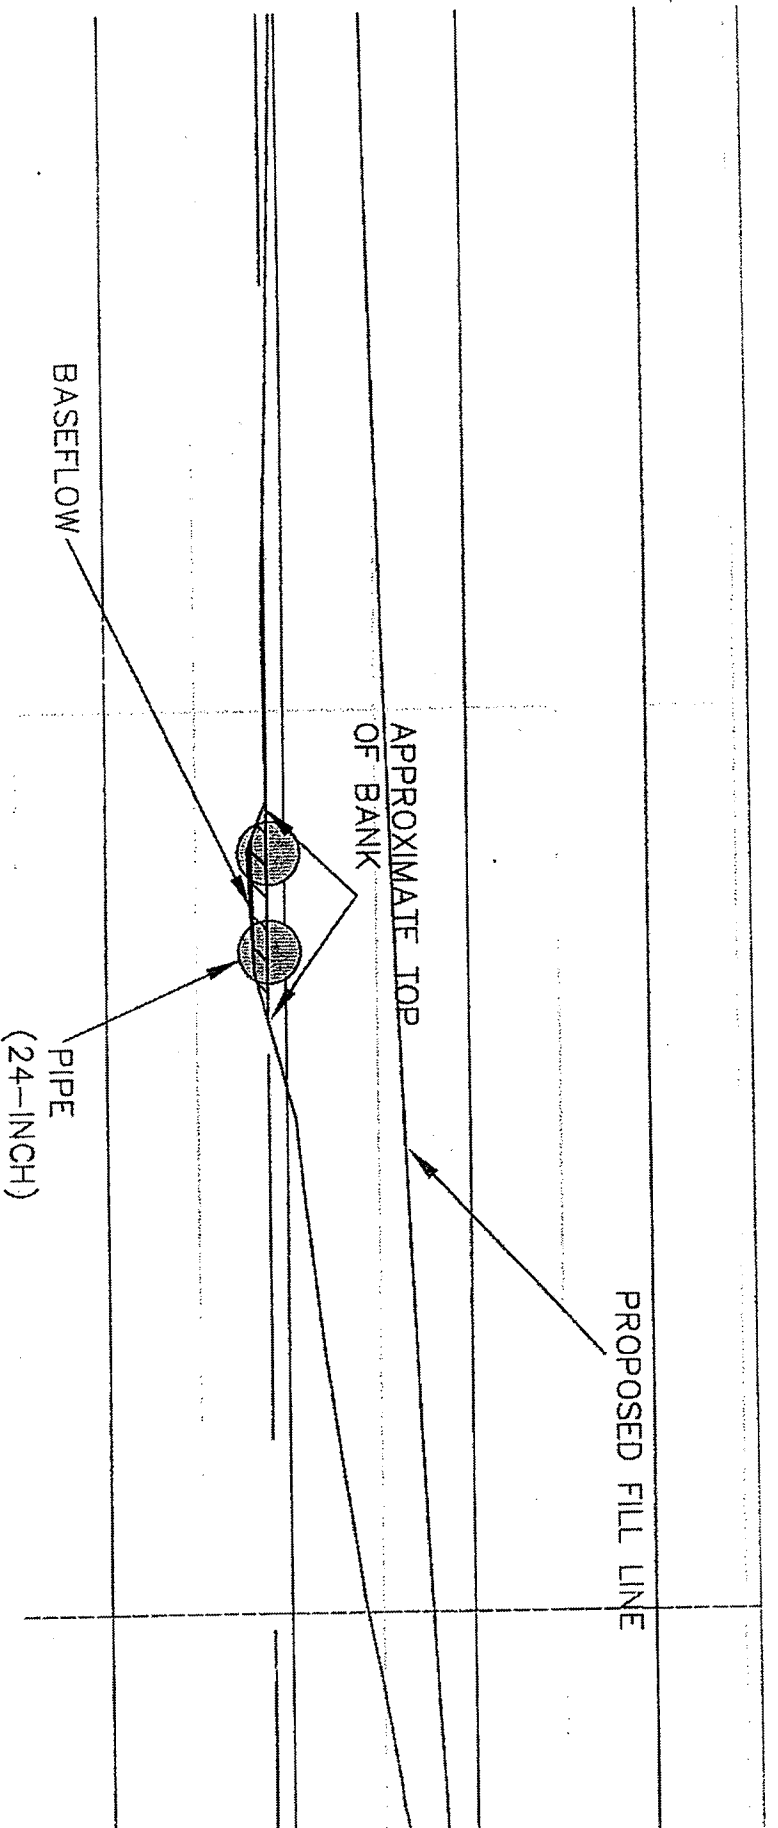 PROPOSED FILL LINE
APPROXIMATE TOP
OF BANK
BASEFLOW
PIPE
(24-INCH)